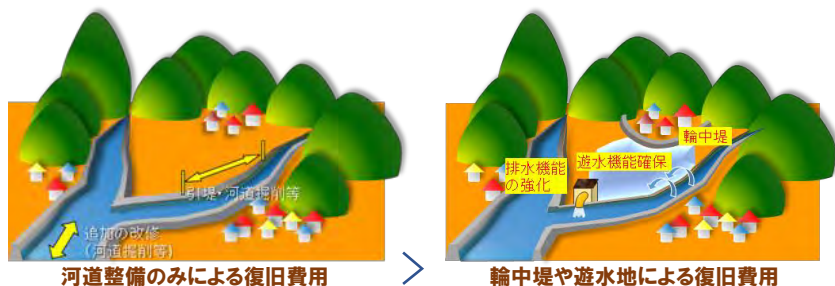 引堤・河道掘削等
追加の改修
(河道掘削等)
河道整備のみによる復旧費用
>
輪中堤
遊水機能確保
排水機能
の強化
輪中堤や遊水地による復旧費用